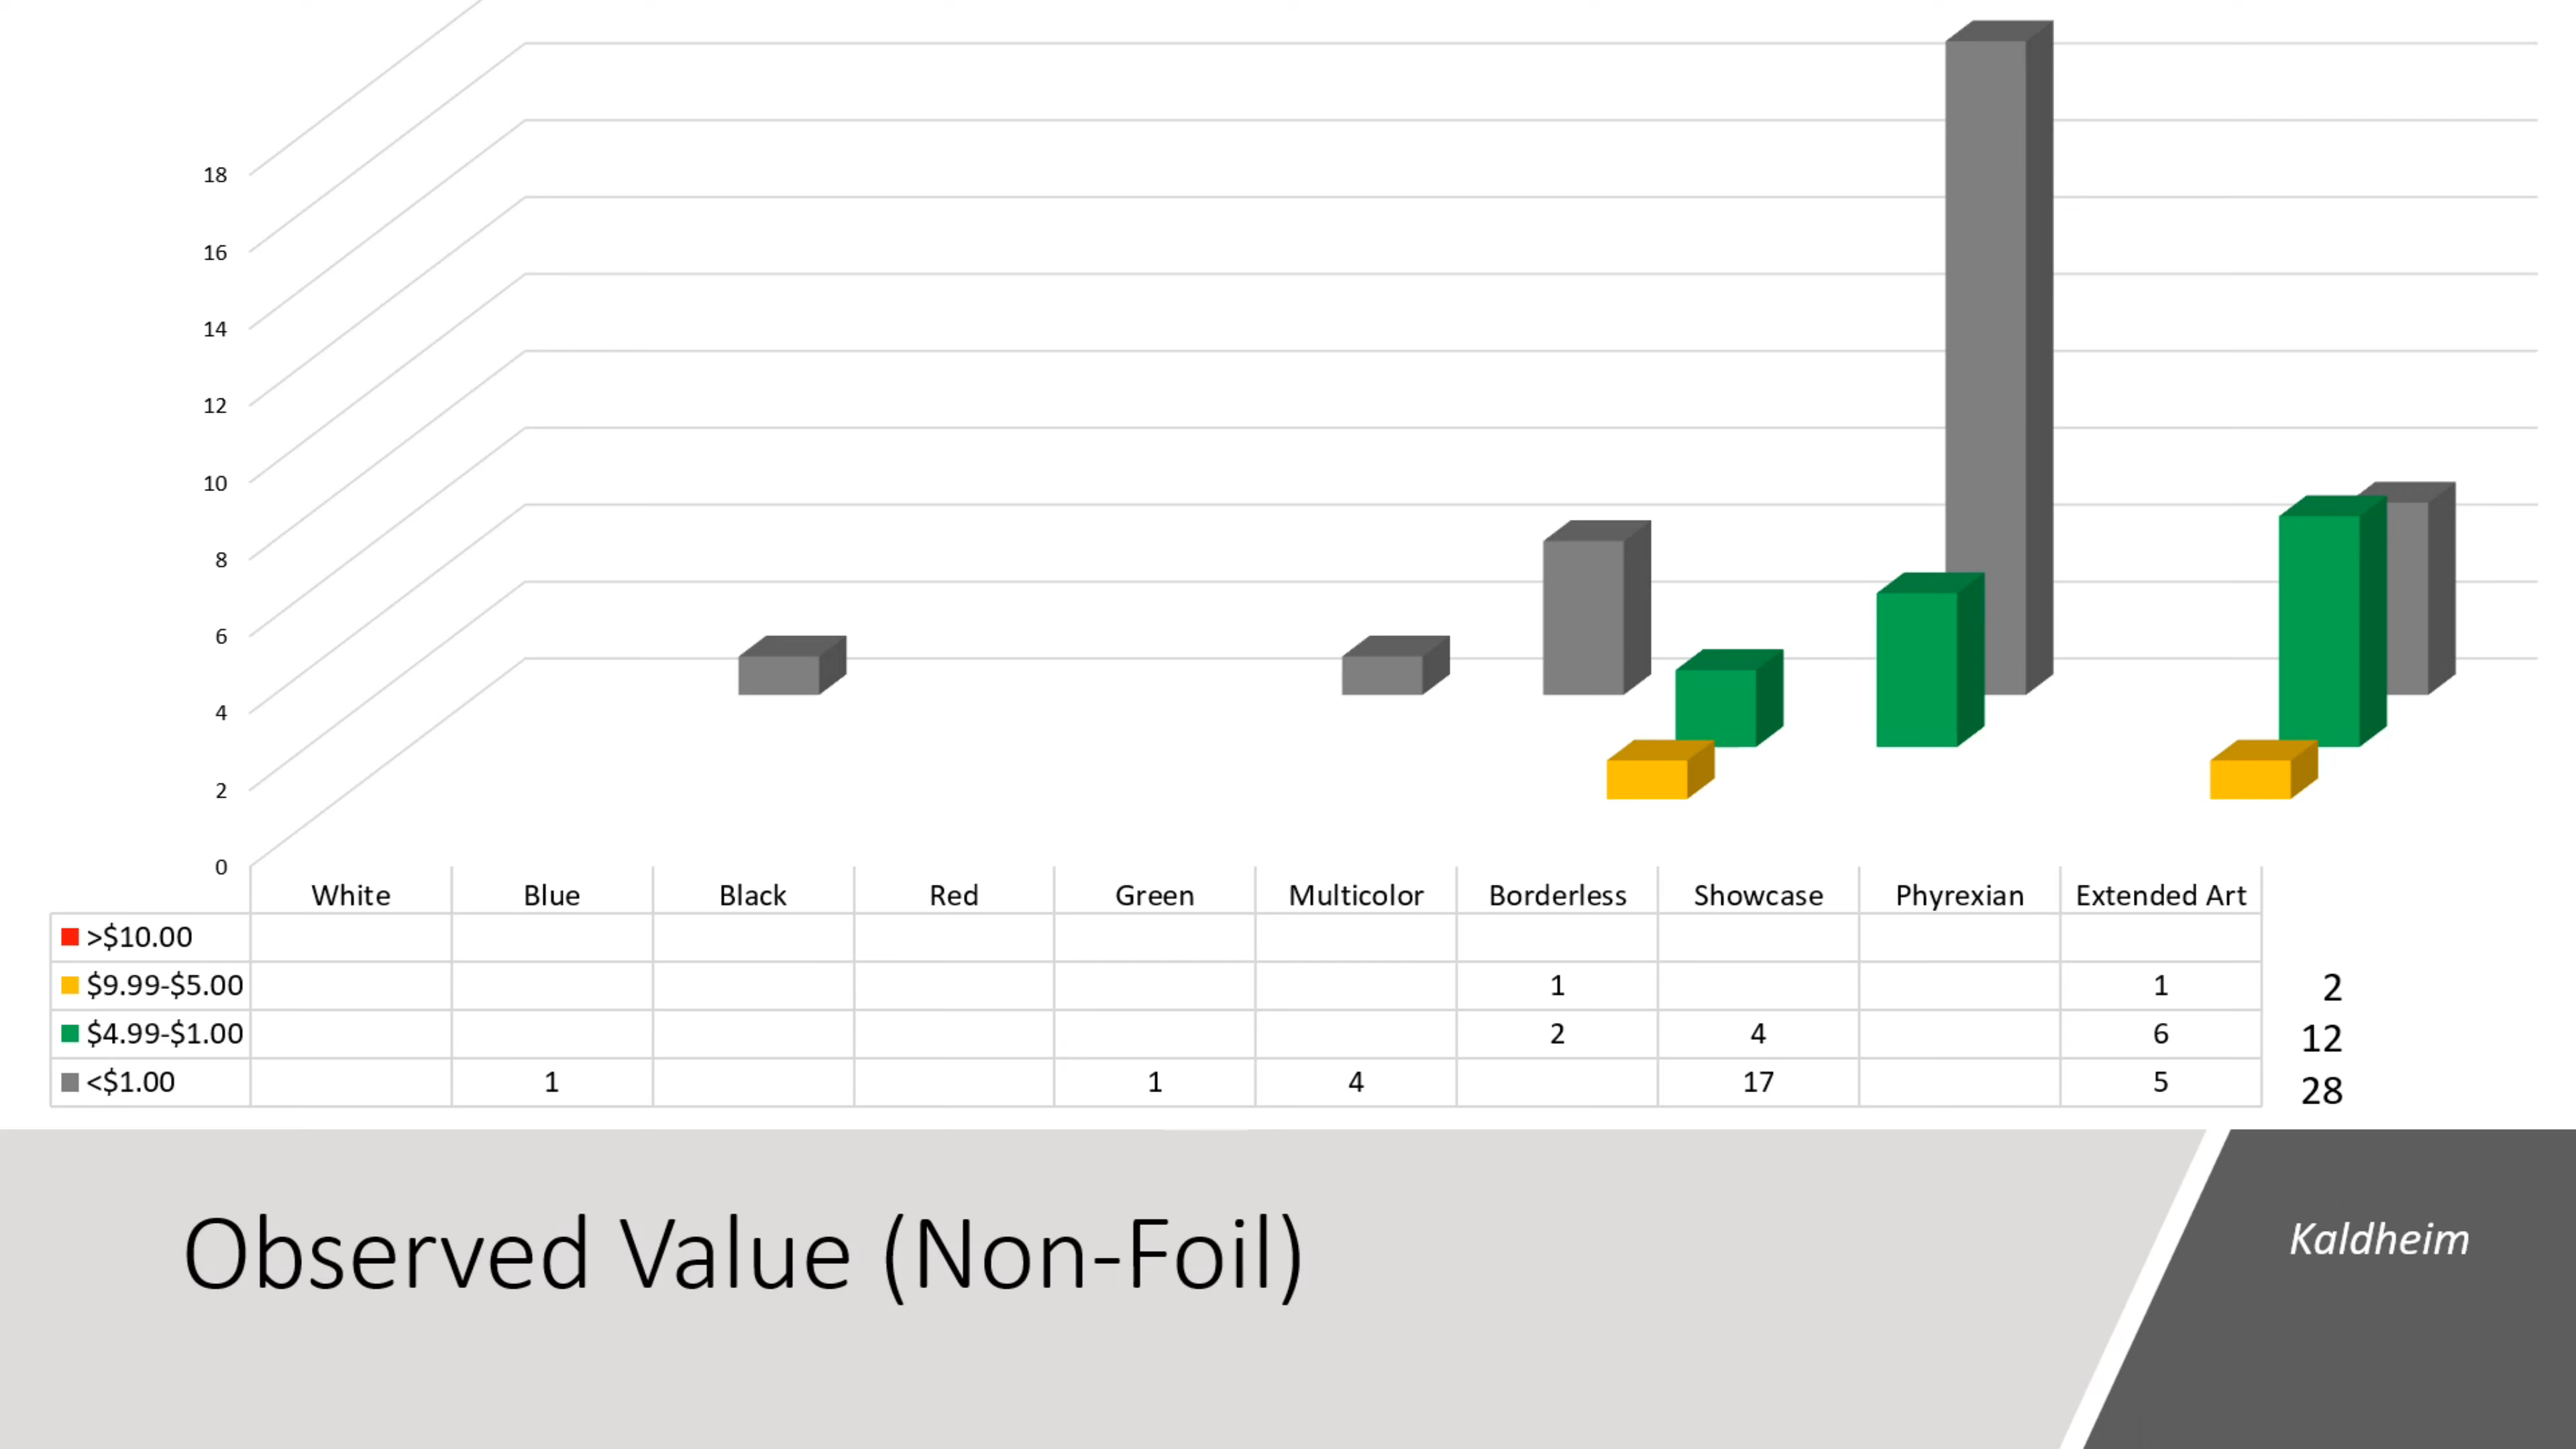 18
16
14
12
10
8
6
4
2
0
White Blue Black Red Green Multicolor Borderless Showcase Phyrexian Extended Art
>$10.00
$9.99-$5.00 1 1 2
$4.99-$1.00 2 4 6 12
<$1.00 1 1 4 17 5 28
Observed Value (Non-Foil)
Kaldheim